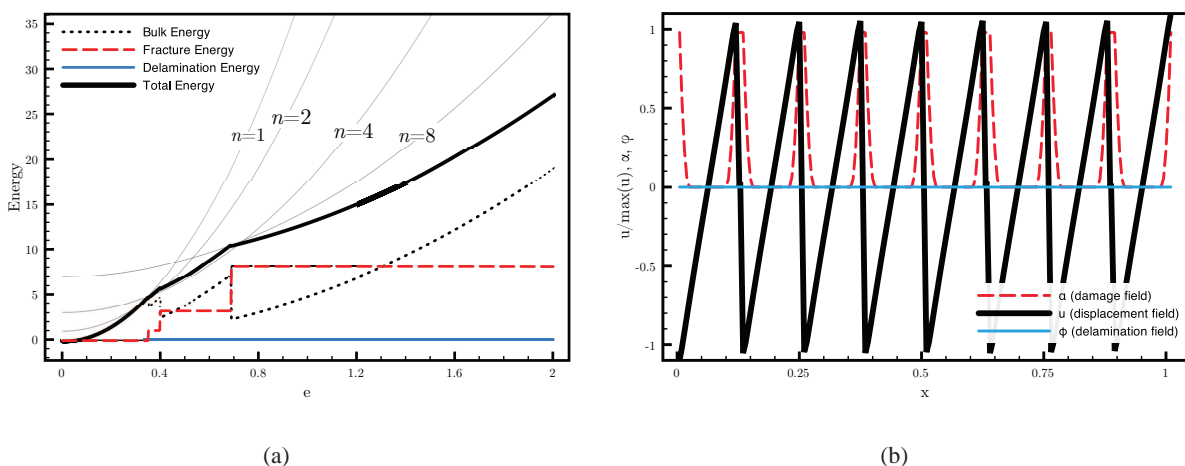 35
30
25
20
15
10
5
0
Energy
Bulk Energy
Fracture Energy
Delamination Energy
Total Energy
n=1
n=2
n=4
n=8
0
0.4
0.8
1.2
1.6
2
e
(a)
1
0.5
0
-0.5
-1
u/max(u), α, φ
α (damage field)
u (displacement field)
φ (delamination field)
0
0.25
0.5
0.75
1
x
(b)